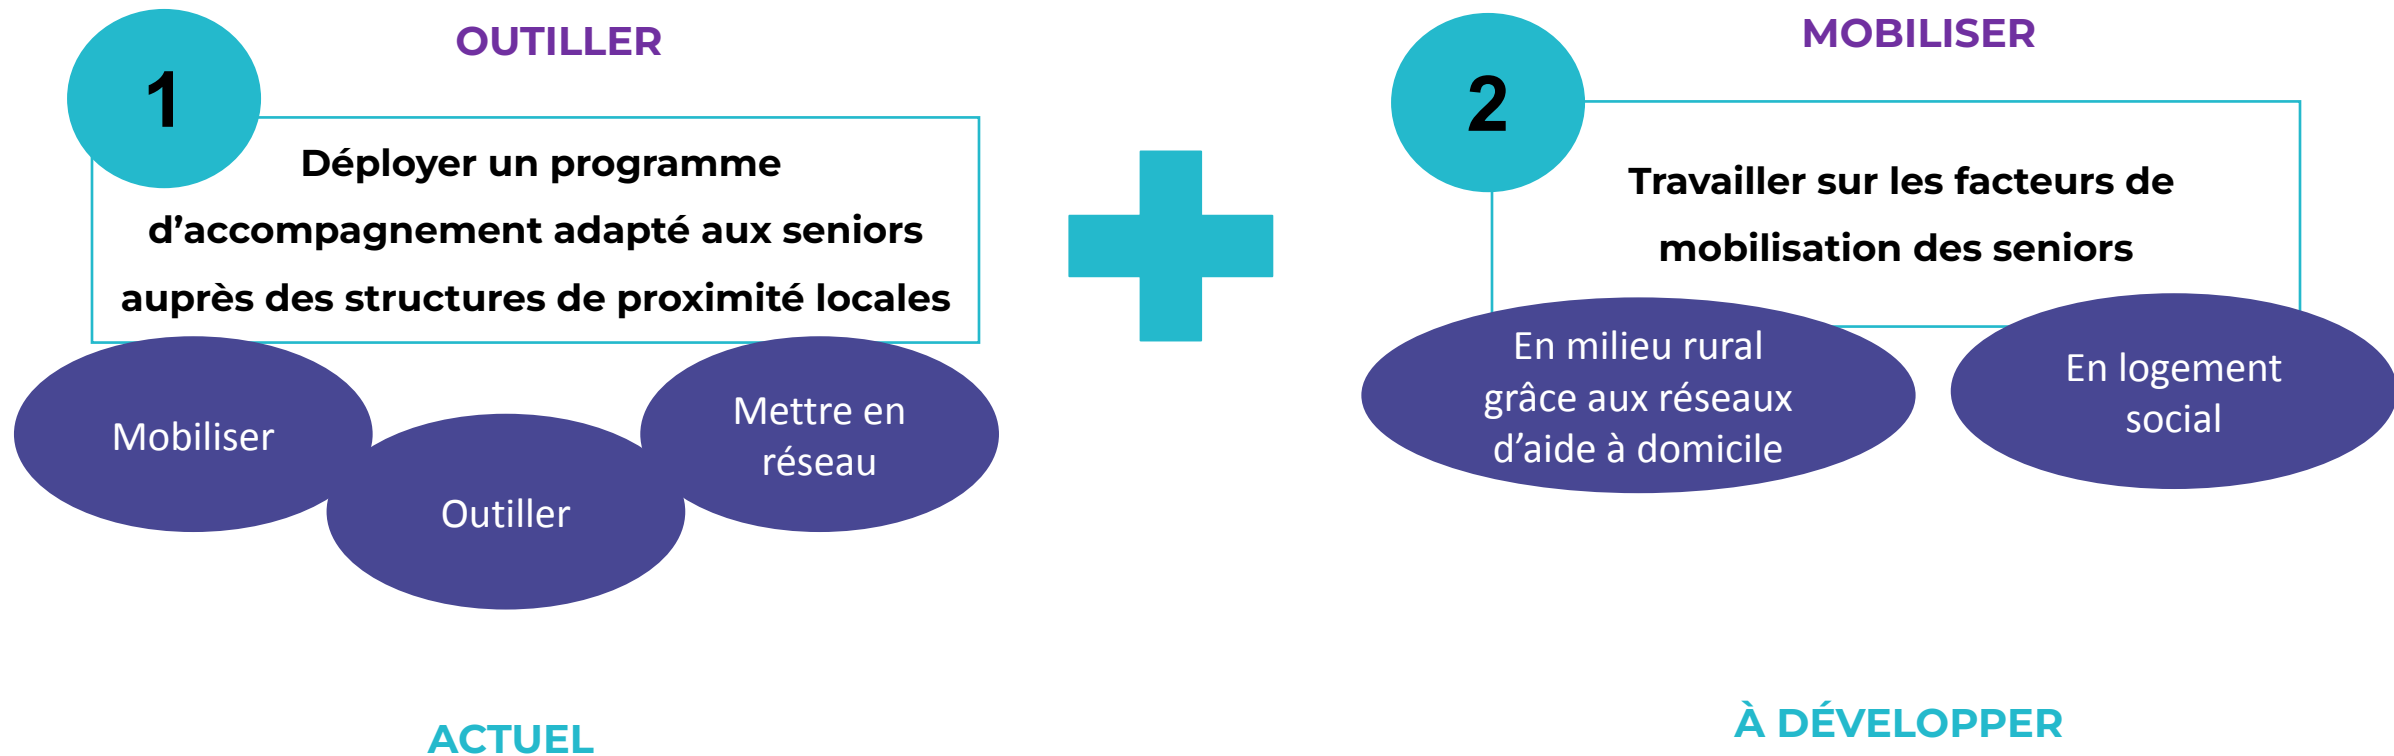 OUTILLER
1
Déployer un programme
d’accompagnement adapté aux seniors
auprès des structures de proximité locales
Mobiliser
Outiller
Mettre en
réseau
ACTUEL
MOBILISER
2
Travailler sur les facteurs de
mobilisation des seniors
En milieu rural
grâce aux réseaux
d’aide à domicile
En logement
social
À DÉVELOPPER